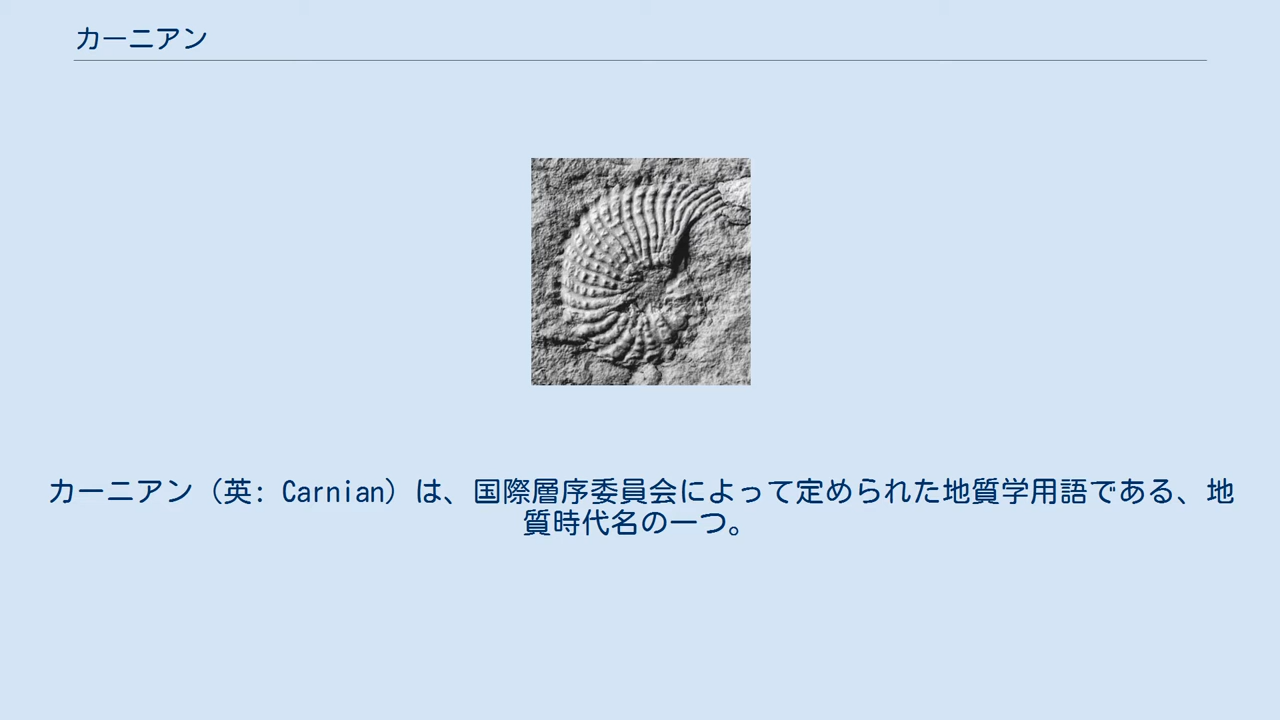 カーニアン
カーニアン（英: Carnian）は、国際層序委員会によって定められた地質学用語である、地
質時代名の一つ。